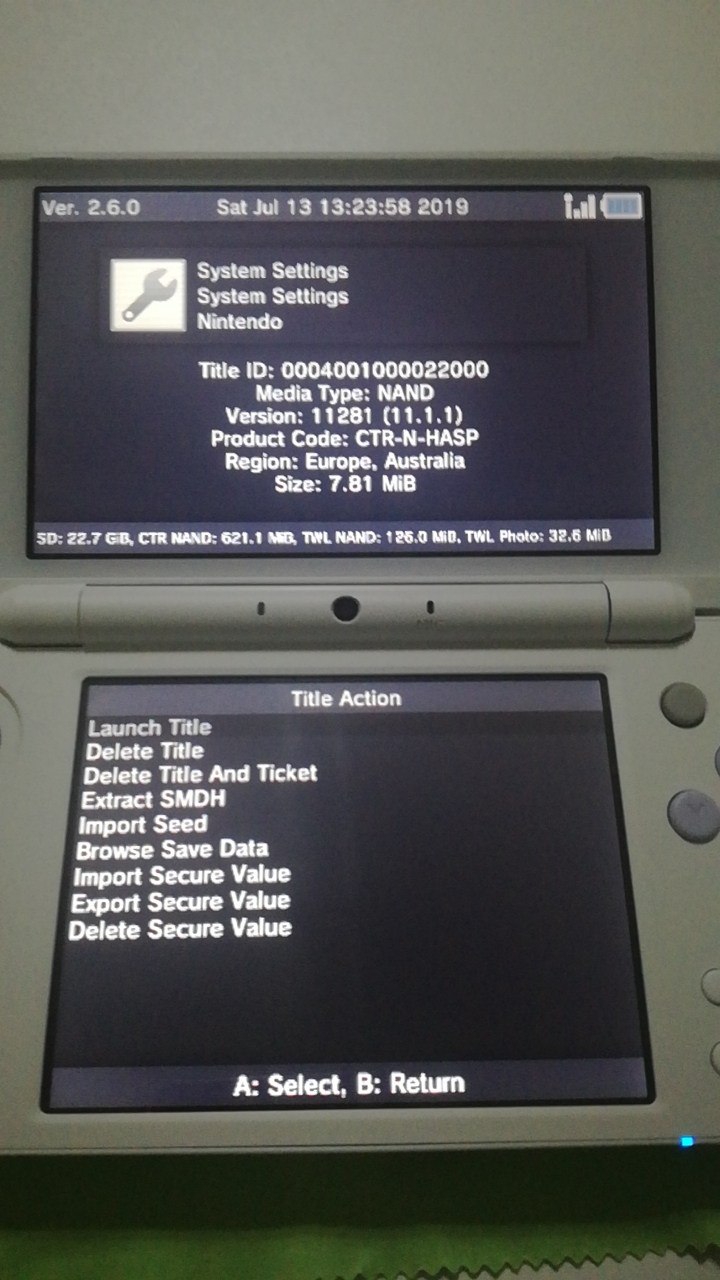 Ver. 2.6.0 Sat Jul 13 13:23:58 2019
System Settings
System Settings
Nintendo
Title ID: 0004001000022000
Media Type: NAND
Version: 11281 (11.1.1)
Product Code: CTR-N-HASP
Region: Europe, Australia
Size: 7.81 MiB
SD: 22.7 GiB, CTR NAND: 621.1 MiB, TWL NAND: 126.0 MiB, TWL Photo: 32.6 MiB
Title Action
Launch Title
Delete Title
Delete Title And Ticket
Extract SMDH
Import Seed
Browse Save Data
Import Secure Value
Export Secure Value
Delete Secure Value
A: Select, B: Return